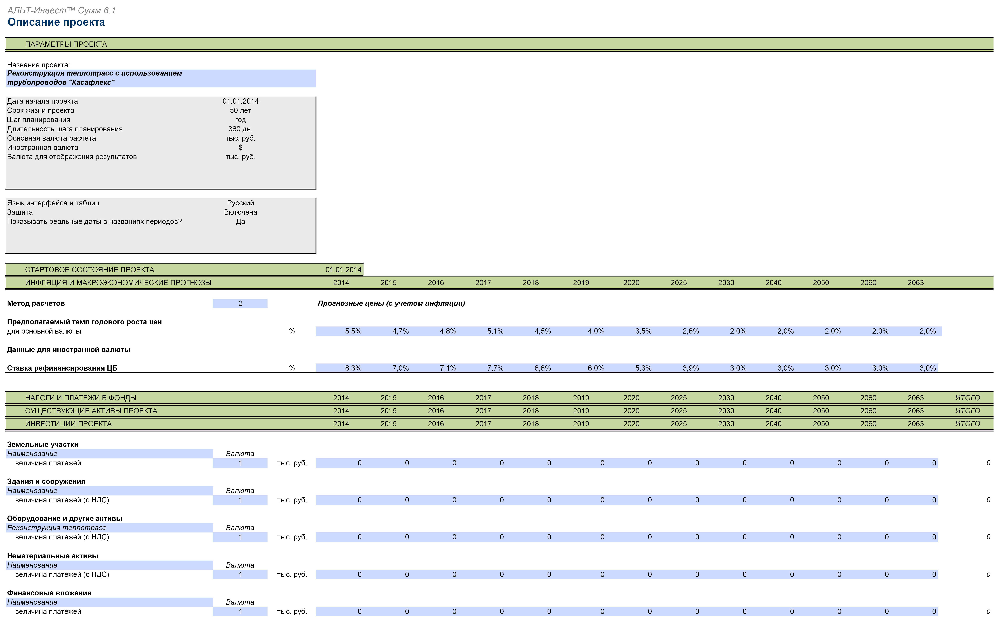 АЛЬТ-Инвест™ Сумм 6.1
Описание проекта
ПАРАМЕТРЫ ПРОЕКТА
Название проекта:
Реконструкция теплотрасс с использованием
трубопроводов "Касафлекс"
Дата начала проекта 01.01.2014
Срок жизни проекта 50 лет
Шаг планирования год
Длительность шага планирования 360 дн.
Основная валюта расчета тыс. руб.
Иностранная валюта $
Валюта для отображения результатов тыс. руб.
Язык интерфейса и таблиц Русский
Защита Включена
Показывать реальные даты в названиях периодов? Да
СТАРТОВОЕ СОСТОЯНИЕ ПРОЕКТА 01.01.2014
ИНФЛЯЦИЯ И МАКРОЭКОНОМИЧЕСКИЕ ПРОГНОЗЫ 2014 2015 2016 2017 2018 2019 2020 2025 2030 2040 2050 2060 2063
Метод расчетов 2 Прогнозные цены (с учетом инфляции)
Предполагаемый темп годового роста цен
для основной валюты % 5,5% 4,7% 4,8% 5,1% 4,5% 4,0% 3,5% 2,6% 2,0% 2,0% 2,0% 2,0% 2,0%
Данные для иностранной валюты
Ставка рефинансирования ЦБ % 8,3% 7,0% 7,1% 7,7% 6,6% 6,0% 5,3% 3,9% 3,0% 3,0% 3,0% 3,0% 3,0%
НАЛОГИ И ПЛАТЕЖИ В ФОНДЫ 2014 2015 2016 2017 2018 2019 2020 2025 2030 2040 2050 2060 2063 ИТОГО
СУЩЕСТВУЮЩИЕ АКТИВЫ ПРОЕКТА 2014 2015 2016 2017 2018 2019 2020 2025 2030 2040 2050 2060 2063 ИТОГО
ИНВЕСТИЦИИ ПРОЕКТА 2014 2015 2016 2017 2018 2019 2020 2025 2030 2040 2050 2060 2063 ИТОГО
Земельные участки
Наименование Валюта
величина платежей 1 тыс. руб. 0 0 0 0 0 0 0 0 0 0 0 0 0 0
Здания и сооружения
Наименование Валюта
величина платежей (с НДС) 1 тыс. руб. 0 0 0 0 0 0 0 0 0 0 0 0 0 0
Оборудование и другие активы
Реконструкция теплотрасс Валюта
величина платежей (с НДС) 1 тыс. руб. 0 0 0 0 0 0 0 0 0 0 0 0 0 0
Нематериальные активы
Наименование Валюта
величина платежей (с НДС) 1 тыс. руб. 0 0 0 0 0 0 0 0 0 0 0 0 0 0
Финансовые вложения
Наименование Валюта
величина платежей 1 тыс. руб. 0 0 0 0 0 0 0 0 0 0 0 0 0 0